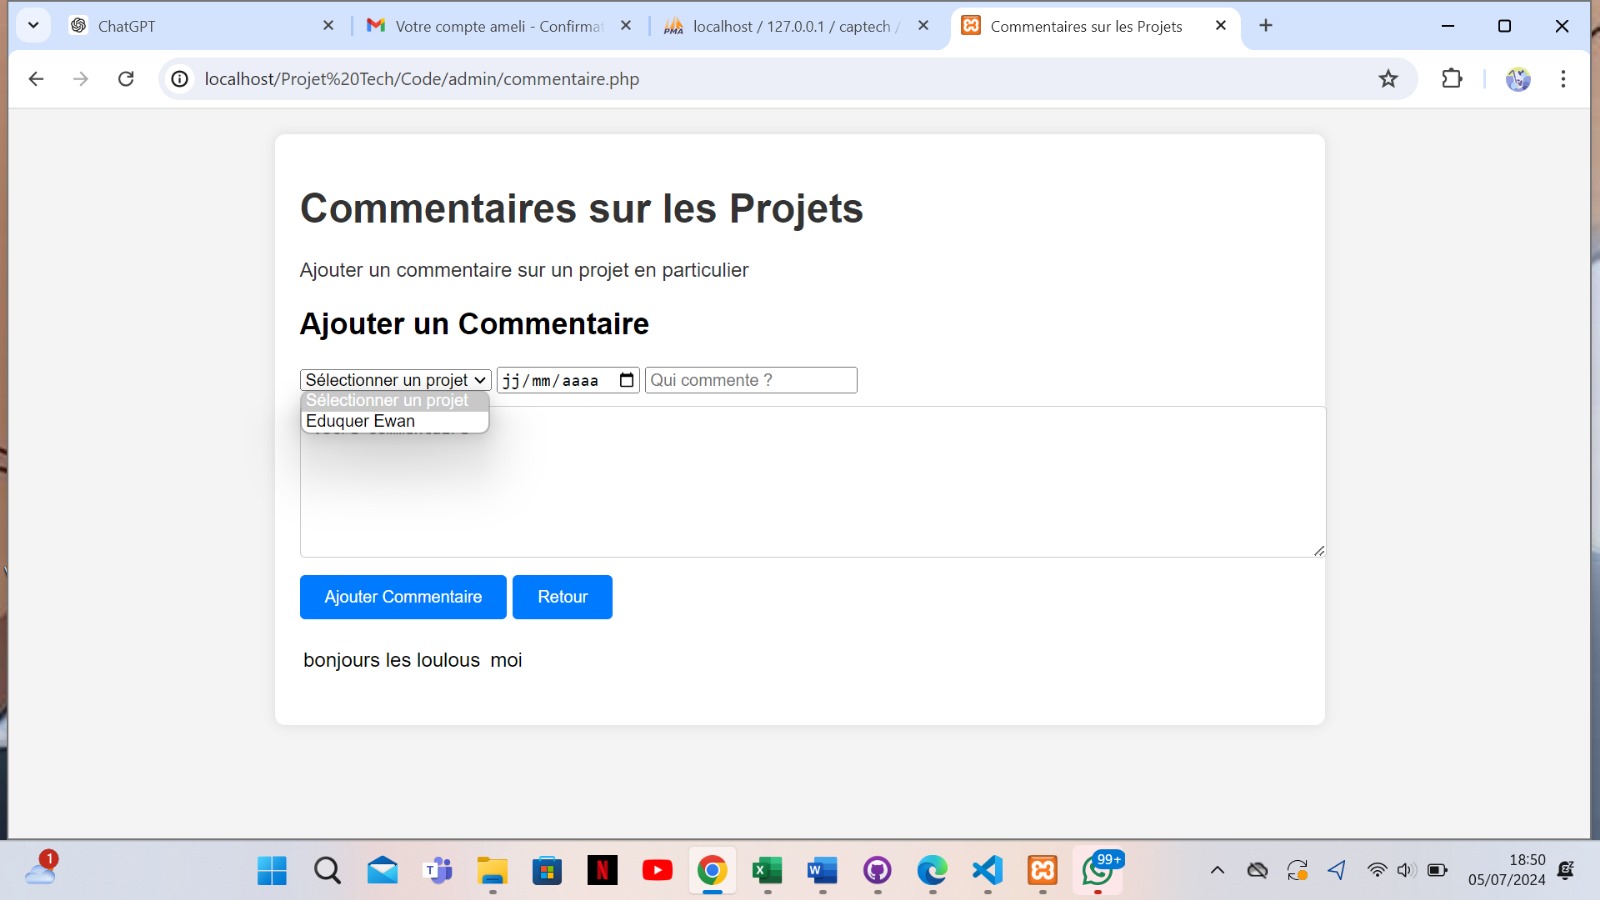 ChatGPT
Votre compte ameli - Confirmat
localhost / 127.0.0.1 / captech /
Commentaires sur les Projets
localhost/Projet%20Tech/Code/admin/commentaire.php
Commentaires sur les Projets
Ajouter un commentaire sur un projet en particulier
Ajouter un Commentaire
Sélectionner un projet jj/mm/aaaa Qui commente ?
Sélectionner un projet
Eduquer Ewan
Ajouter Commentaire Retour
bonjours les loulous moi
1
99+
18:50
05/07/2024